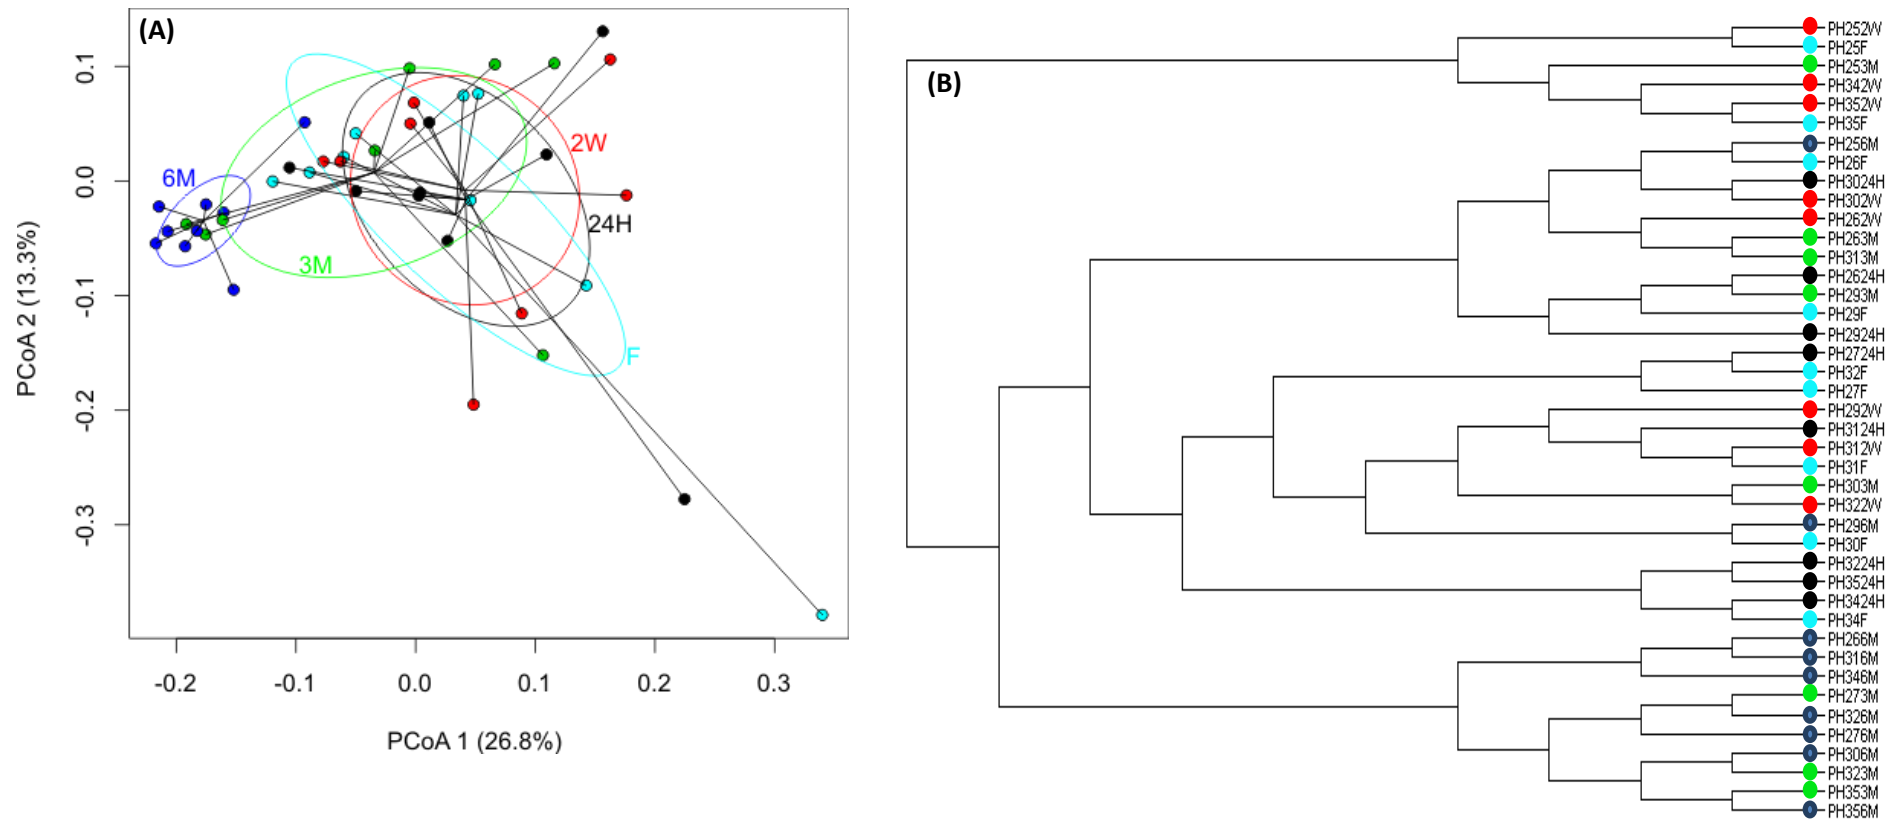 (A)
0.1
0.0
-0.1
-0.2
-0.3
PCoA 2 (13.3%)
6M
3M
2W
24H
F
-0.2
-0.1
0.0
0.1
0.2
0.3
PCoA 1 (26.8%)
(B)
PH252W
PH25F
PH253M
PH342W
PH352W
PH35F
PH256M
PH26F
PH3024H
PH302W
PH262W
PH263M
PH313M
PH2624H
PH293M
PH29F
PH2924H
PH2724H
PH32F
PH27F
PH292W
PH3124H
PH312W
PH31F
PH303M
PH322W
PH296M
PH30F
PH3224H
PH3524H
PH3424H
PH34F
PH266M
PH316M
PH346M
PH273M
PH326M
PH276M
PH306M
PH323M
PH353M
PH356M